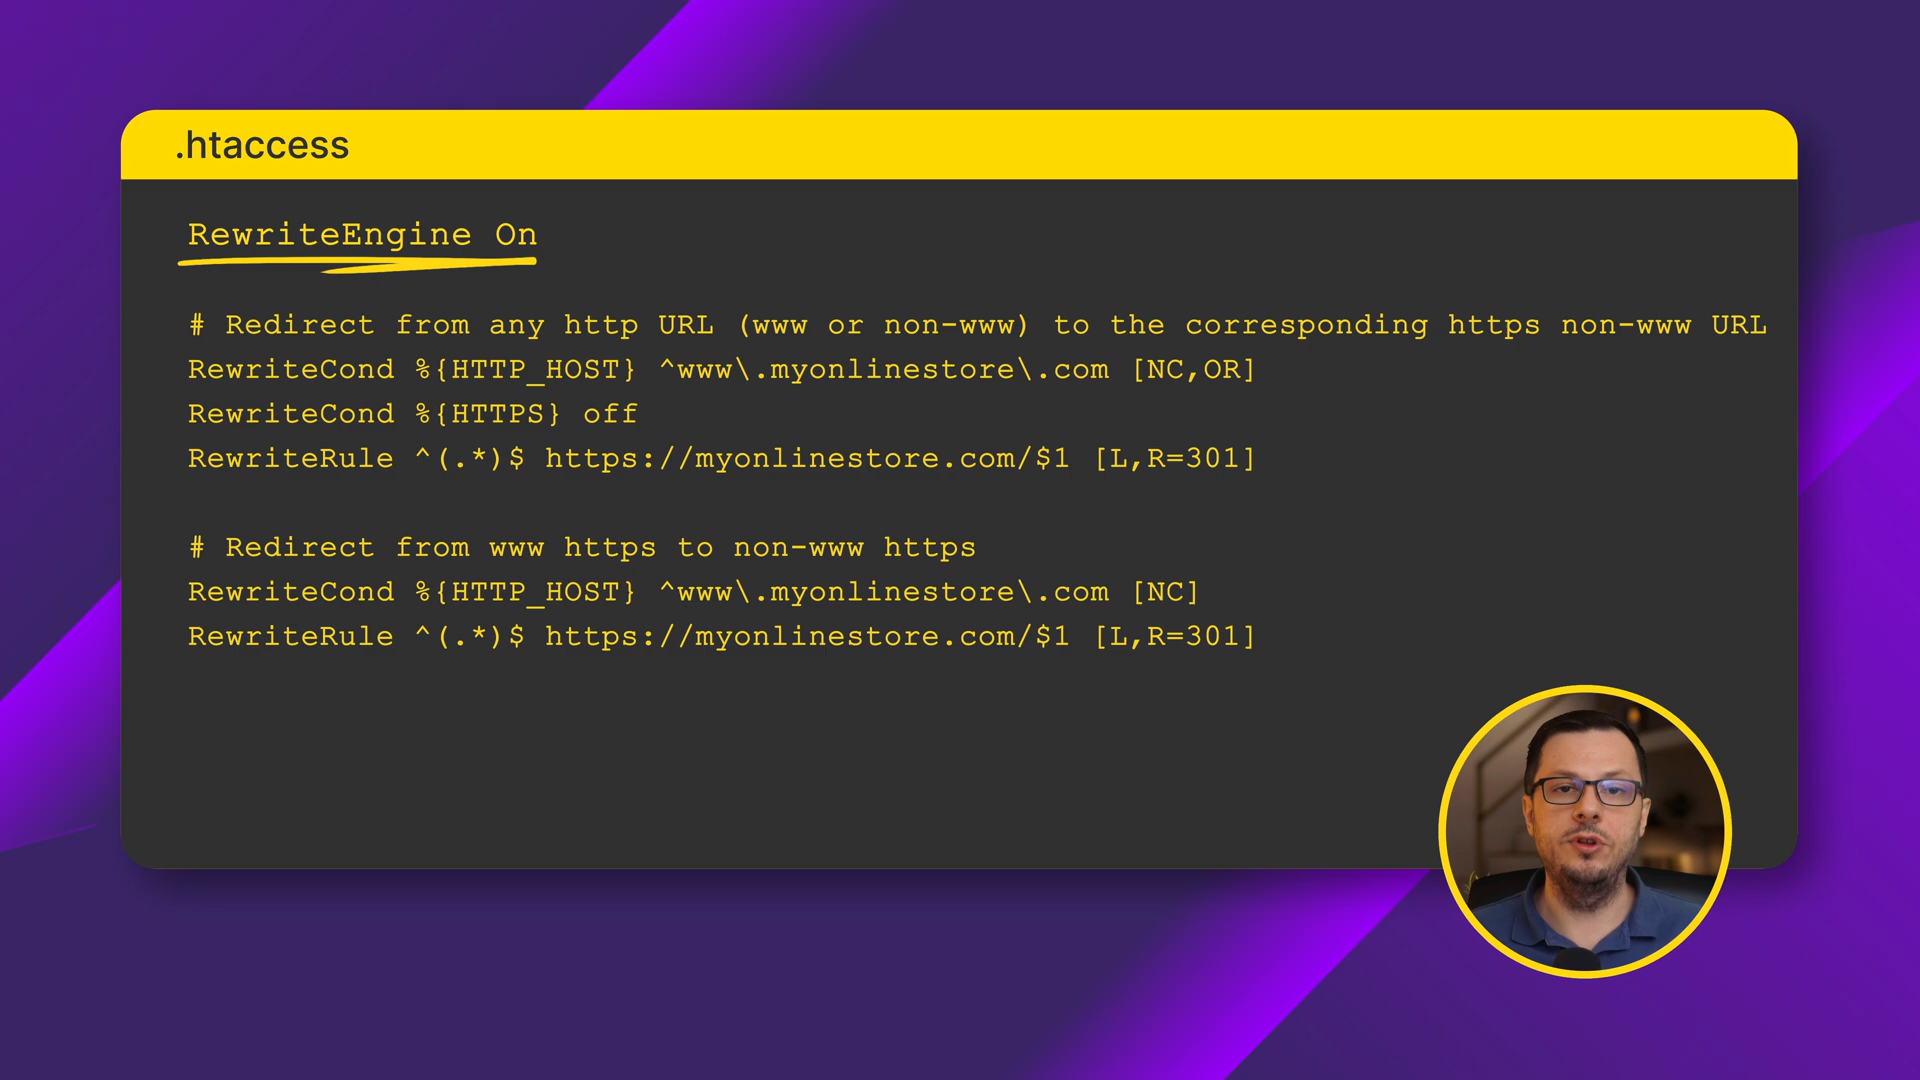 .htaccess
RewriteEngine On
# Redirect from any http URL (www or non-www) to the corresponding https non-www URL
RewriteCond %{HTTP_HOST} ^www\.myonlinestore\.com [NC,OR]
RewriteCond %{HTTPS} off
RewriteRule ^(.*)$ https://myonlinestore.com/$1 [L,R=301]
# Redirect from www https to non-www https
RewriteCond %{HTTP_HOST} ^www\.myonlinestore\.com [NC]
RewriteRule ^(.*)$ https://myonlinestore.com/$1 [L,R=301]